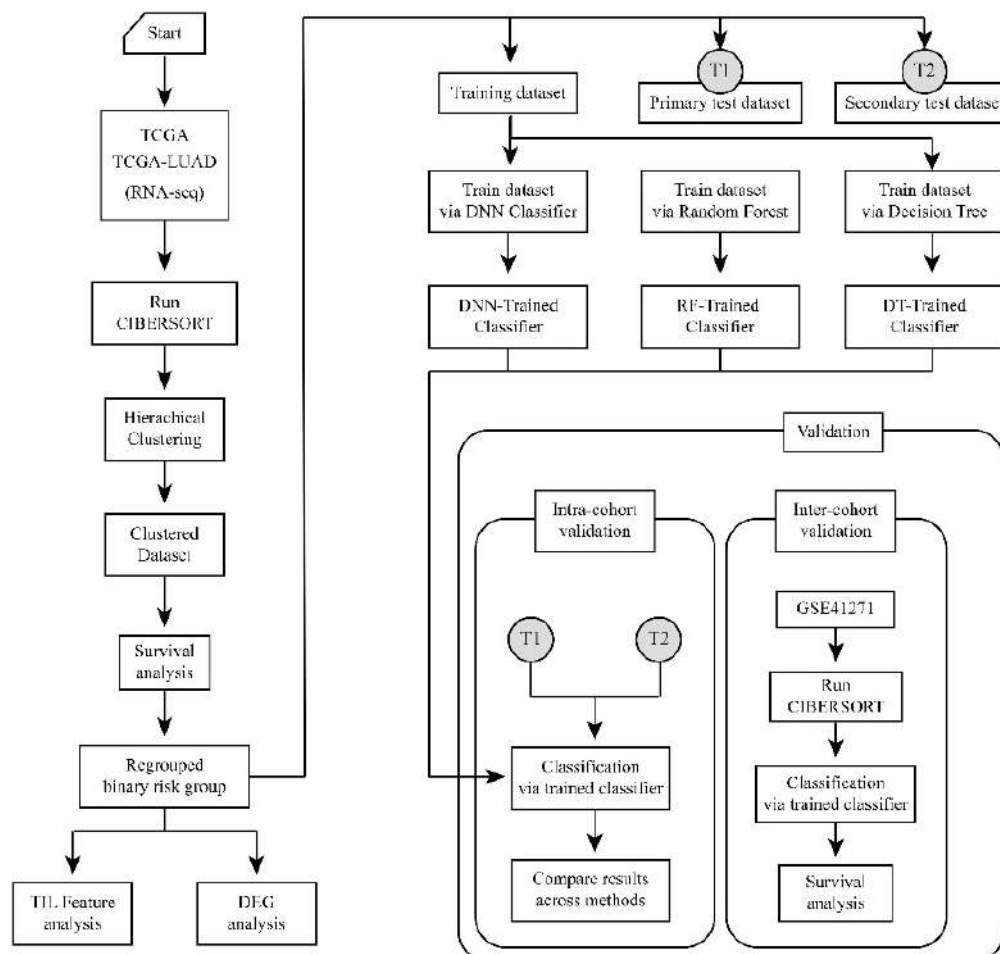 Start
TCGA
TCGA-LUAD
(RNA-seq)
Run
CIBERSORT
Hierachical
Clustering
Clustered
Dataset
Survival
analysis
Regrouped
binary risk group
TIL Feature
analysis
DEG
analysis
Training dataset
T1
Primary test dataset
T2
Secondary test dataset
Train dataset
via DNN Classifier
Train dataset
via Random Forest
Train dataset
via Decision Tree
DNN-Trained
Classifier
RF-Trained
Classifier
DT-Trained
Classifier
Validation
Intra-cohort
validation
T1
T2
Classification
via trained classifier
Compare results
across methods
Inter-cohort
validation
GSE41271
Run
CIBERSORT
Classification
via trained classifier
Survival
analysis